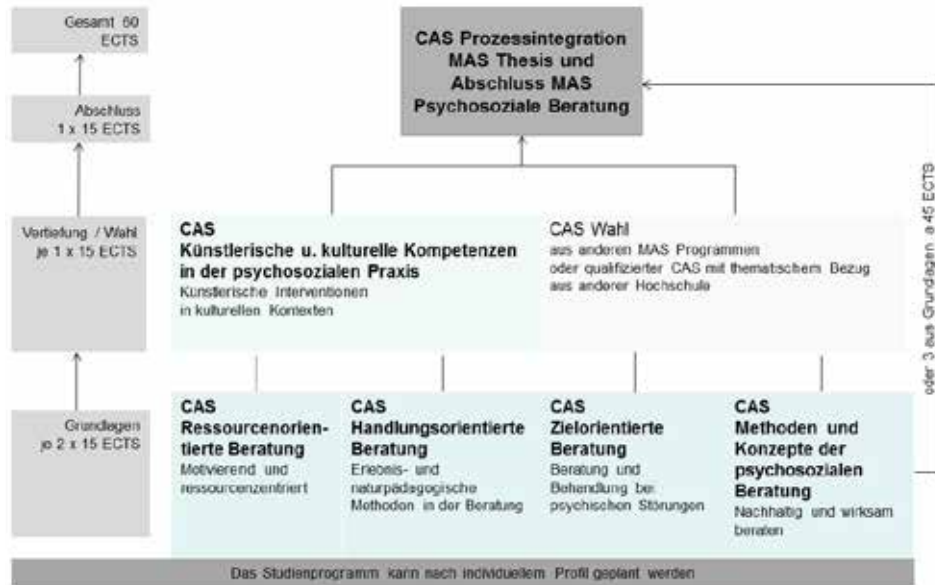 Gesamt 60
ECTS
Abschluss
1 x 15 ECTS
Vertiefung / Wahl
je 1 x 15 ECTS
Grundlagen
je 2 x 15 ECTS
CAS Prozessintegration
MAS Thesis und
Abschluss MAS
Psychosoziale Beratung
CAS
Künstlerische u. kulturelle Kompetenzen
in der psychosozialen Praxis
Künstlerische Interventionen
in kulturellen Kontexten
CAS Wahl
aus anderen MAS Programmen
oder qualifizierter CAS mit thematischem Bezug
aus anderer Hochschule
CAS
Ressourcenorien-
tierte Beratung
Motivierend und
ressourcenzentriert
CAS
Handlungsorientierte
Beratung
Erlebnis- und
naturpädagogische
Methoden in der Beratung
CAS
Zielorientierte
Beratung
Beratung und
Behandlung bei
psychischen Störungen
CAS
Methoden und
Konzepte der
psychosozialen
Beratung
Nachhaltig und wirksam
beraten
oder 3 aus Grundlagen a 45 ECTS
Das Studienprogramm kann nach individuellem Profil geplant werden